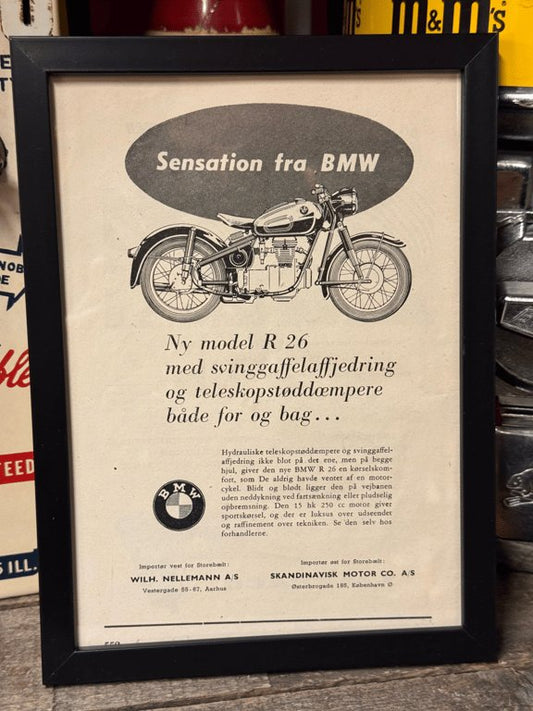 m&m's
Sensation fra BMW
Ny model R 26
med svinggaffelaffjedring
og teleskopstøddæmpere
både for og bag...
Hydrauliske teleskopstøddæmpere og svinggaffel-
affjedring ikke blot på det ene, men på begge
hjul, giver den nye BMW R 26 en kørselskom-
fort, som De aldrig havde ventet af en motor-
cykel. Blidt og blødt ligger den på vejbanen
uden neddykning ved fartsænkning eller pludselig
opbremsning. Den 15 hk 250 cc motor giver
sportskørsel, og der er luksus over udseendet
og raffinement over tekniken. Se den selv hos
forhandlerne.
BMW
Importør vest for Storebælt:
WILH. NELLEMANN A/S
Vestergade 55-67, Aarhus
Importør øst for Storebælt:
SKANDINAVISK MOTOR CO. A/S
Østerbrogade 135, København Ø
ILL.